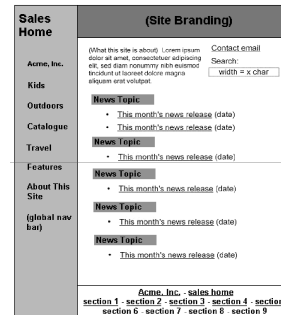 Sales
Home
(Site Branding)
Acme, Inc.
Kids
Outdoors
Catalogue
Travel
Features
About This
Site
(global nav
bar)
(What this site is about) Lorem ipsum
dolor sit amet, consectetuer adipiscing
elit, sed diam nonummy nibh euismod
tincidunt ut laoreet dolore magna
aliquam erat volutpat.
Contact email
Search:
width = x char
News Topic
• This month's news release (date)
• This month's news release (date)
News Topic
• This month's news release (date)
News Topic
• This month's news release (date)
News Topic
• This month's news release (date)
News Topic
• This month's news release (date)
Acme, Inc. - sales home
section 1 - section 2 - section 3 - section 4 - section
section 6 - section 7 - section 8 - section 9